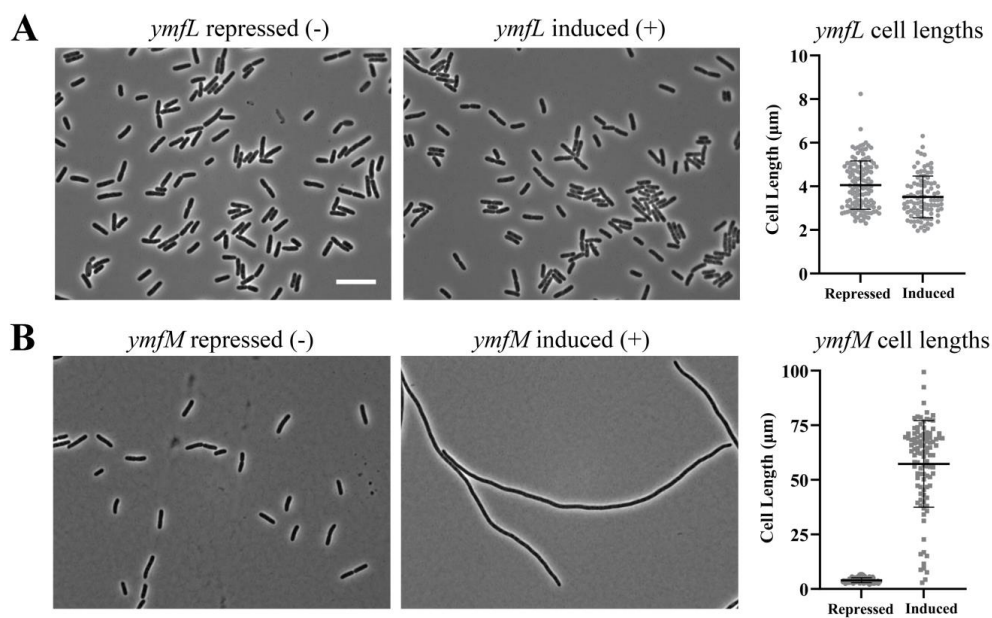 A
ymfL repressed (-)
ymfL induced (+)
ymfL cell lengths
Cell Length (µm)
10
8
6
4
2
0
Repressed
Induced
B
ymfM repressed (-)
ymfM induced (+)
ymfM cell lengths
Cell Length (µm)
100
75
50
25
0
Repressed
Induced